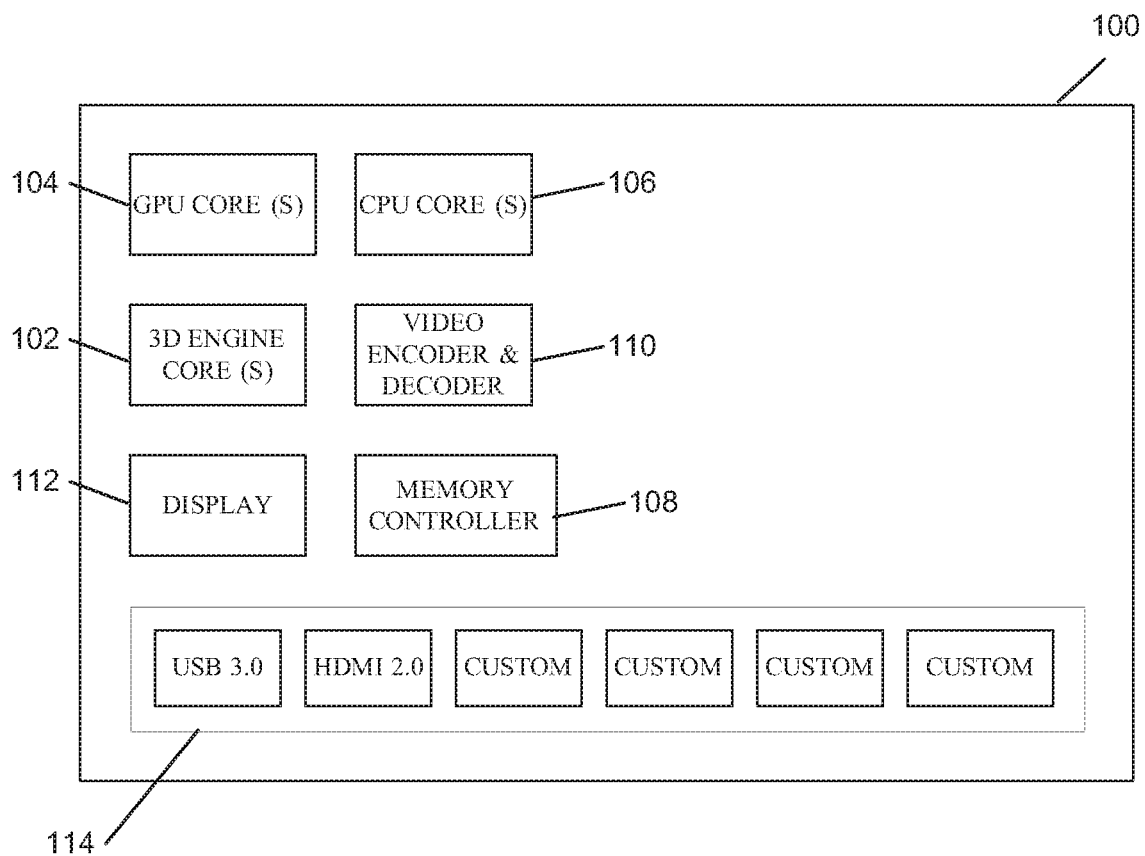 100
104
GPU CORE (S)
CPU CORE (S)
106
102
3D ENGINE
CORE (S)
VIDEO
ENCODER &
DECODER
110
112
DISPLAY
MEMORY
CONTROLLER
108
USB 3.0
HDMI 2.0
CUSTOM
CUSTOM
CUSTOM
CUSTOM
114